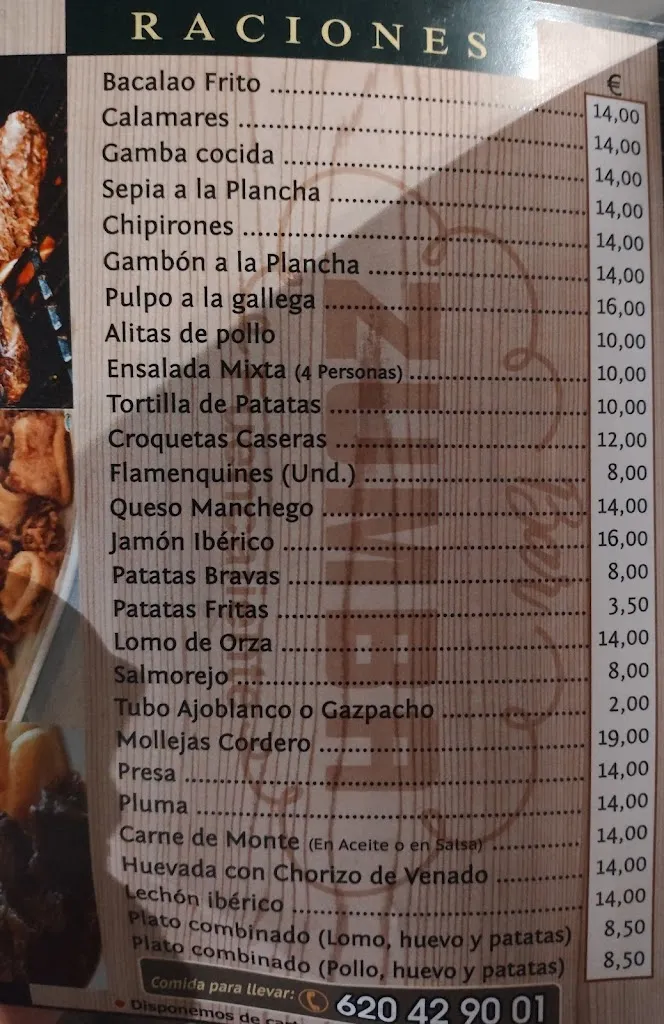 RACIONES
€
Bacalao Frito ........ 14,00
Calamares ........ 14,00
Gamba cocida ........ 14,00
Sepia a la Plancha ........ 14,00
Chipirones ........ 14,00
Gambón a la Plancha ........ 14,00
Pulpo a la gallega ........ 16,00
Alitas de pollo 10,00
Ensalada Mixta (4 Personas) ........ 10,00
Tortilla de Patatas ........ 10,00
Croquetas Caseras ........ 12,00
Flamenquines (Und.) ........ 8,00
Queso Manchego ........ 14,00
Jamón Ibérico ........ 16,00
Patatas Bravas ........ 8,00
Patatas Fritas ........ 3,50
Lomo de Orza ........ 14,00
Salmorejo ........ 8,00
Tubo Ajoblanco o Gazpacho ........ 2,00
Mollejas Cordero ........ 19,00
Presa ........ 14,00
Pluma ........ 14,00
Carne de Monte (En Aceite o en Salsa) ........ 14,00
Huevada con Chorizo de Venado ........ 14,00
Lechón ibérico ........ 14,00
Plato combinado (Lomo, huevo y patatas) 8,50
Plato combinado (Pollo, huevo y patatas) 8,50
Comida para llevar: 620 42 90 01
• Disponemos de